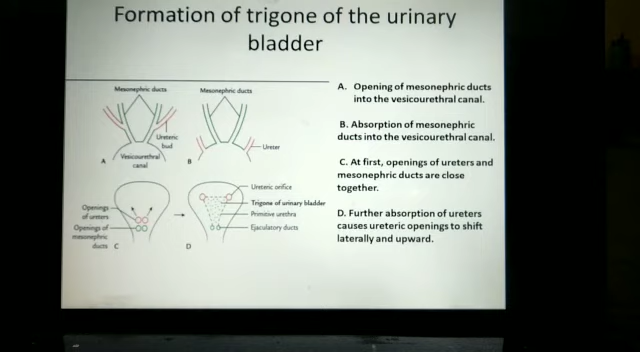 Formation of trigone of the urinary
bladder
Mesonephric ducts
Mesonephric ducts
Ureteric
bud
Vesicourethral
canal
A
Ureter
B
Openings
of ureters
Openings of
mesonephric
ducts
C
Ureteric orifice
Trigone of urinary bladder
Primitive urethra
Ejaculatory ducts
D
A. Opening of mesonephric ducts
into the vesicourethral canal.
B. Absorption of mesonephric
ducts into the vesicourethral canal.
C. At first, openings of ureters and
mesonephric ducts are close
together.
D. Further absorption of ureters
causes ureteric openings to shift
laterally and upward.